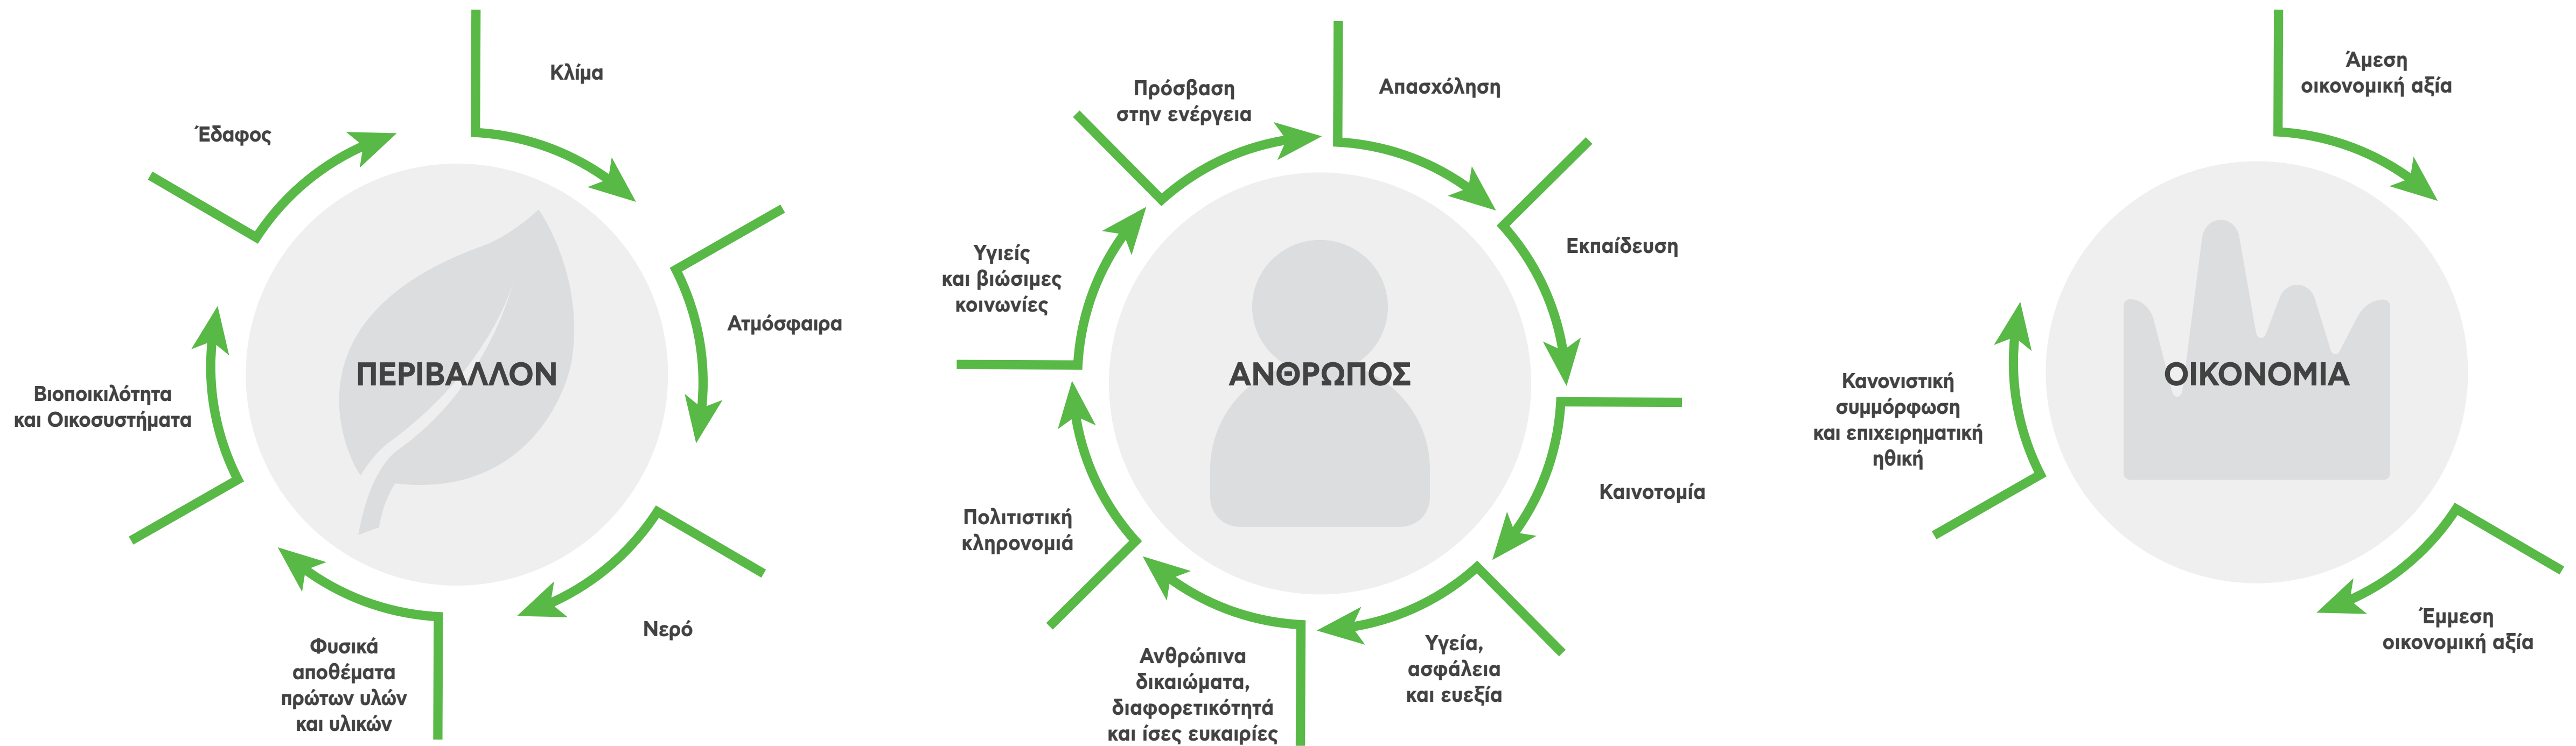 Κλίμα
Ατμόσφαιρα
Νερό
Φυσικά
αποθέματα
πρώτων υλών
και υλικών
Βιοποικιλότητα
και Οικοσυστήματα
Έδαφος
ΠΕΡΙΒΑΛΛΟΝ
Απασχόληση
Εκπαίδευση
Καινοτομία
Υγεία,
ασφάλεια
και ευεξία
Ανθρώπινα
δικαιώματα,
διαφορετικότητά
και ίσες ευκαιρίες
Πολιτιστική
κληρονομιά
Υγιείς
και βιώσιμες
κοινωνίες
Πρόσβαση
στην ενέργεια
ΑΝΘΡΩΠΟΣ
Άμεση
οικονομική αξία
Έμμεση
οικονομική αξία
Κανονιστική
συμμόρφωση
και επιχειρηματική
ηθική
ΟΙΚΟΝΟΜΙΑ